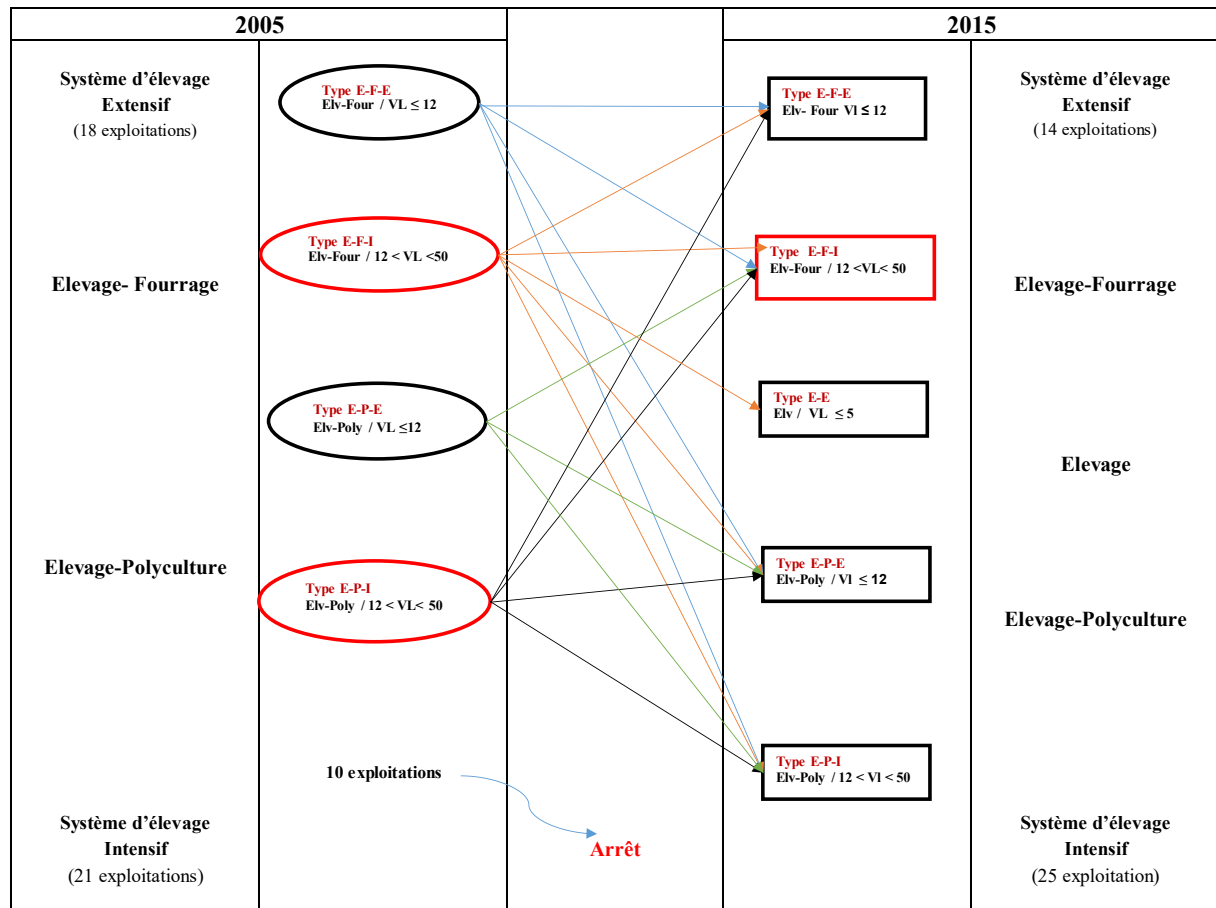 2005
2015
Système d'élevage
Extensif
(18 exploitations)
Elevage- Fourrage
Elevage-Polyculture
Système d'élevage
Intensif
(21 exploitations)
Type E-F-E
Elv-Four / VL ≤ 12
Type E-F-I
Elv-Four / 12 < VL <50
Type E-P-E
Elv-Poly / VL ≤12
Type E-P-I
Elv-Poly / 12 < VL< 50
10 exploitations
Arrêt
Type E-F-E
Elv- Four Vl ≤ 12
Type E-F-I
Elv-Four / 12 <VL< 50
Type E-E
Elv / VL ≤ 5
Type E-P-E
Elv-Poly / Vl ≤ 12
Type E-P-I
Elv-Poly / 12 < Vl < 50
Système d'élevage
Extensif
(14 exploitations)
Elevage-Fourrage
Elevage
Elevage-Polyculture
Système d'élevage
Intensif
(25 exploitation)